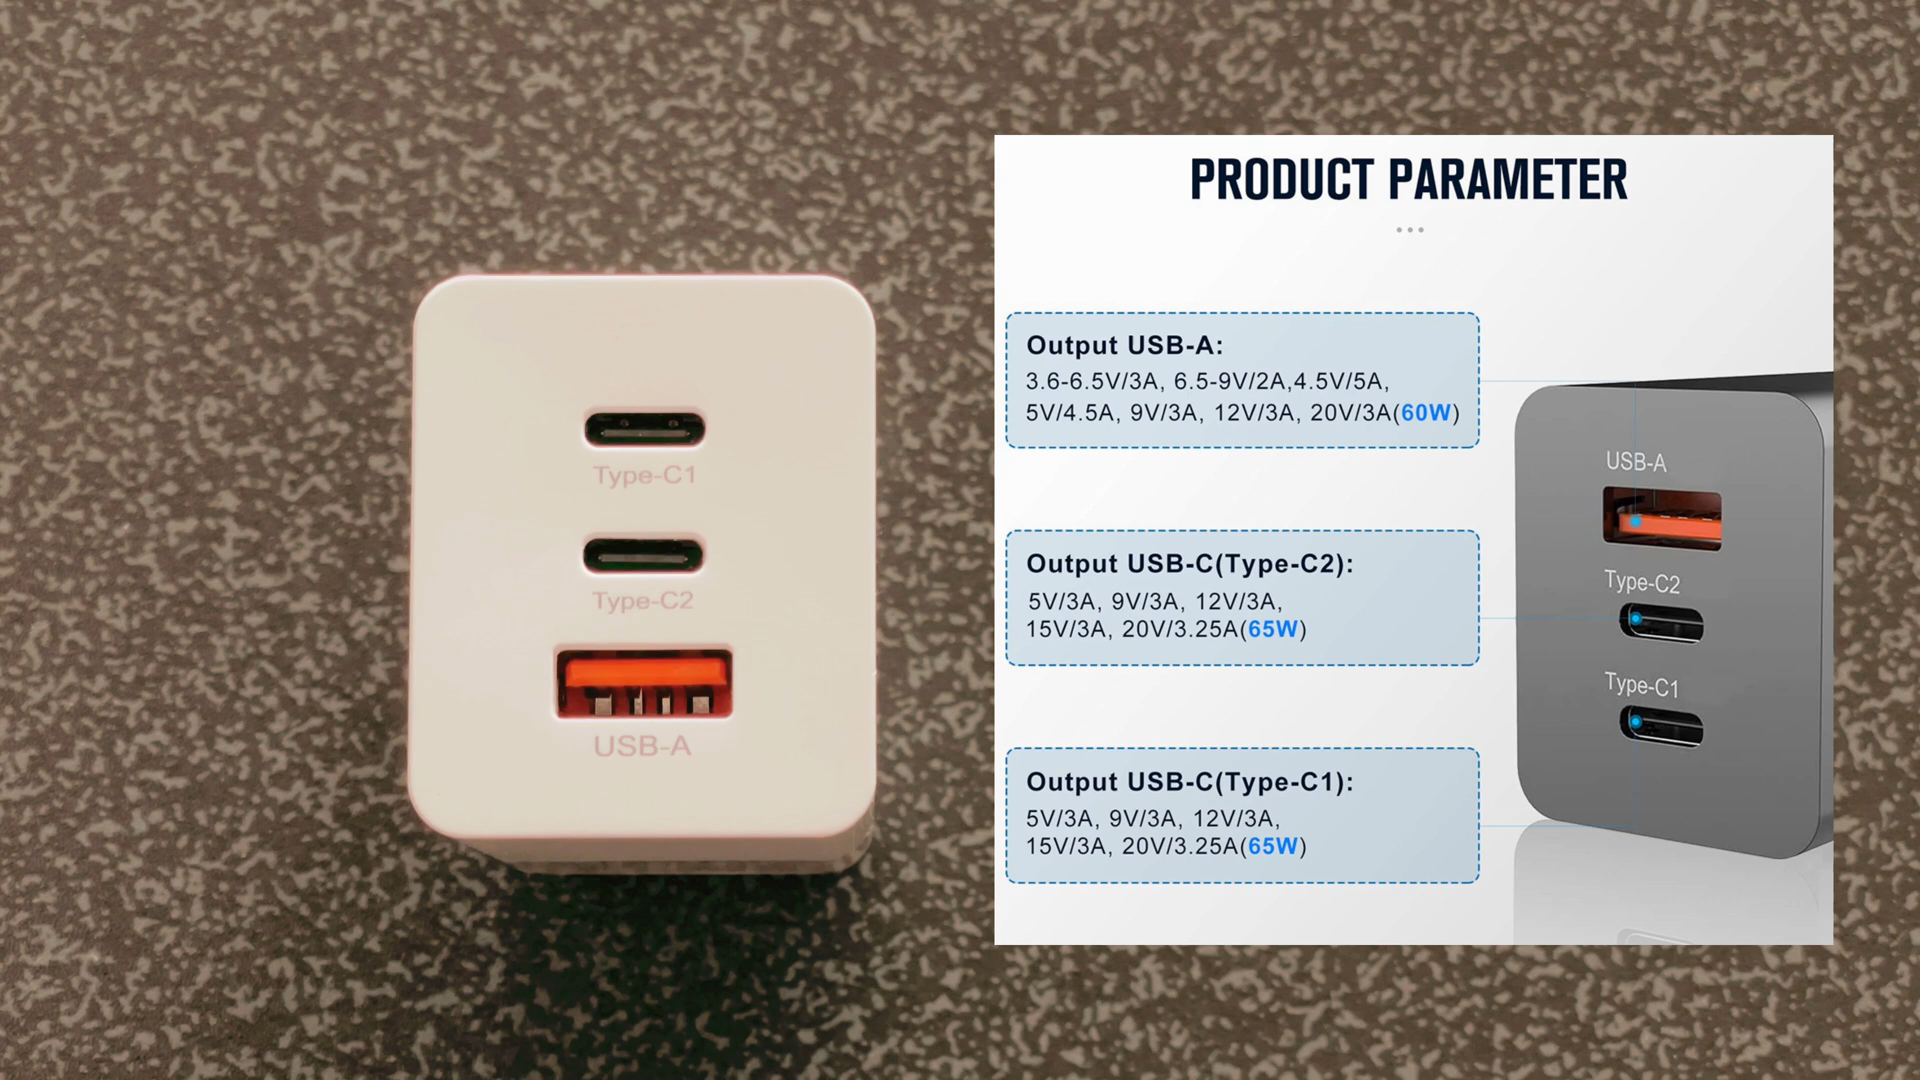 Type-C1
Type-C2
USB-A
PRODUCT PARAMETER
Output USB-A:
3.6-6.5V/3A, 6.5-9V/2A,4.5V/5A,
5V/4.5A, 9V/3A, 12V/3A, 20V/3A(60W)
Output USB-C(Type-C2):
5V/3A, 9V/3A, 12V/3A,
15V/3A, 20V/3.25A(65W)
Output USB-C(Type-C1):
5V/3A, 9V/3A, 12V/3A,
15V/3A, 20V/3.25A(65W)
USB-A
Type-C2
Type-C1